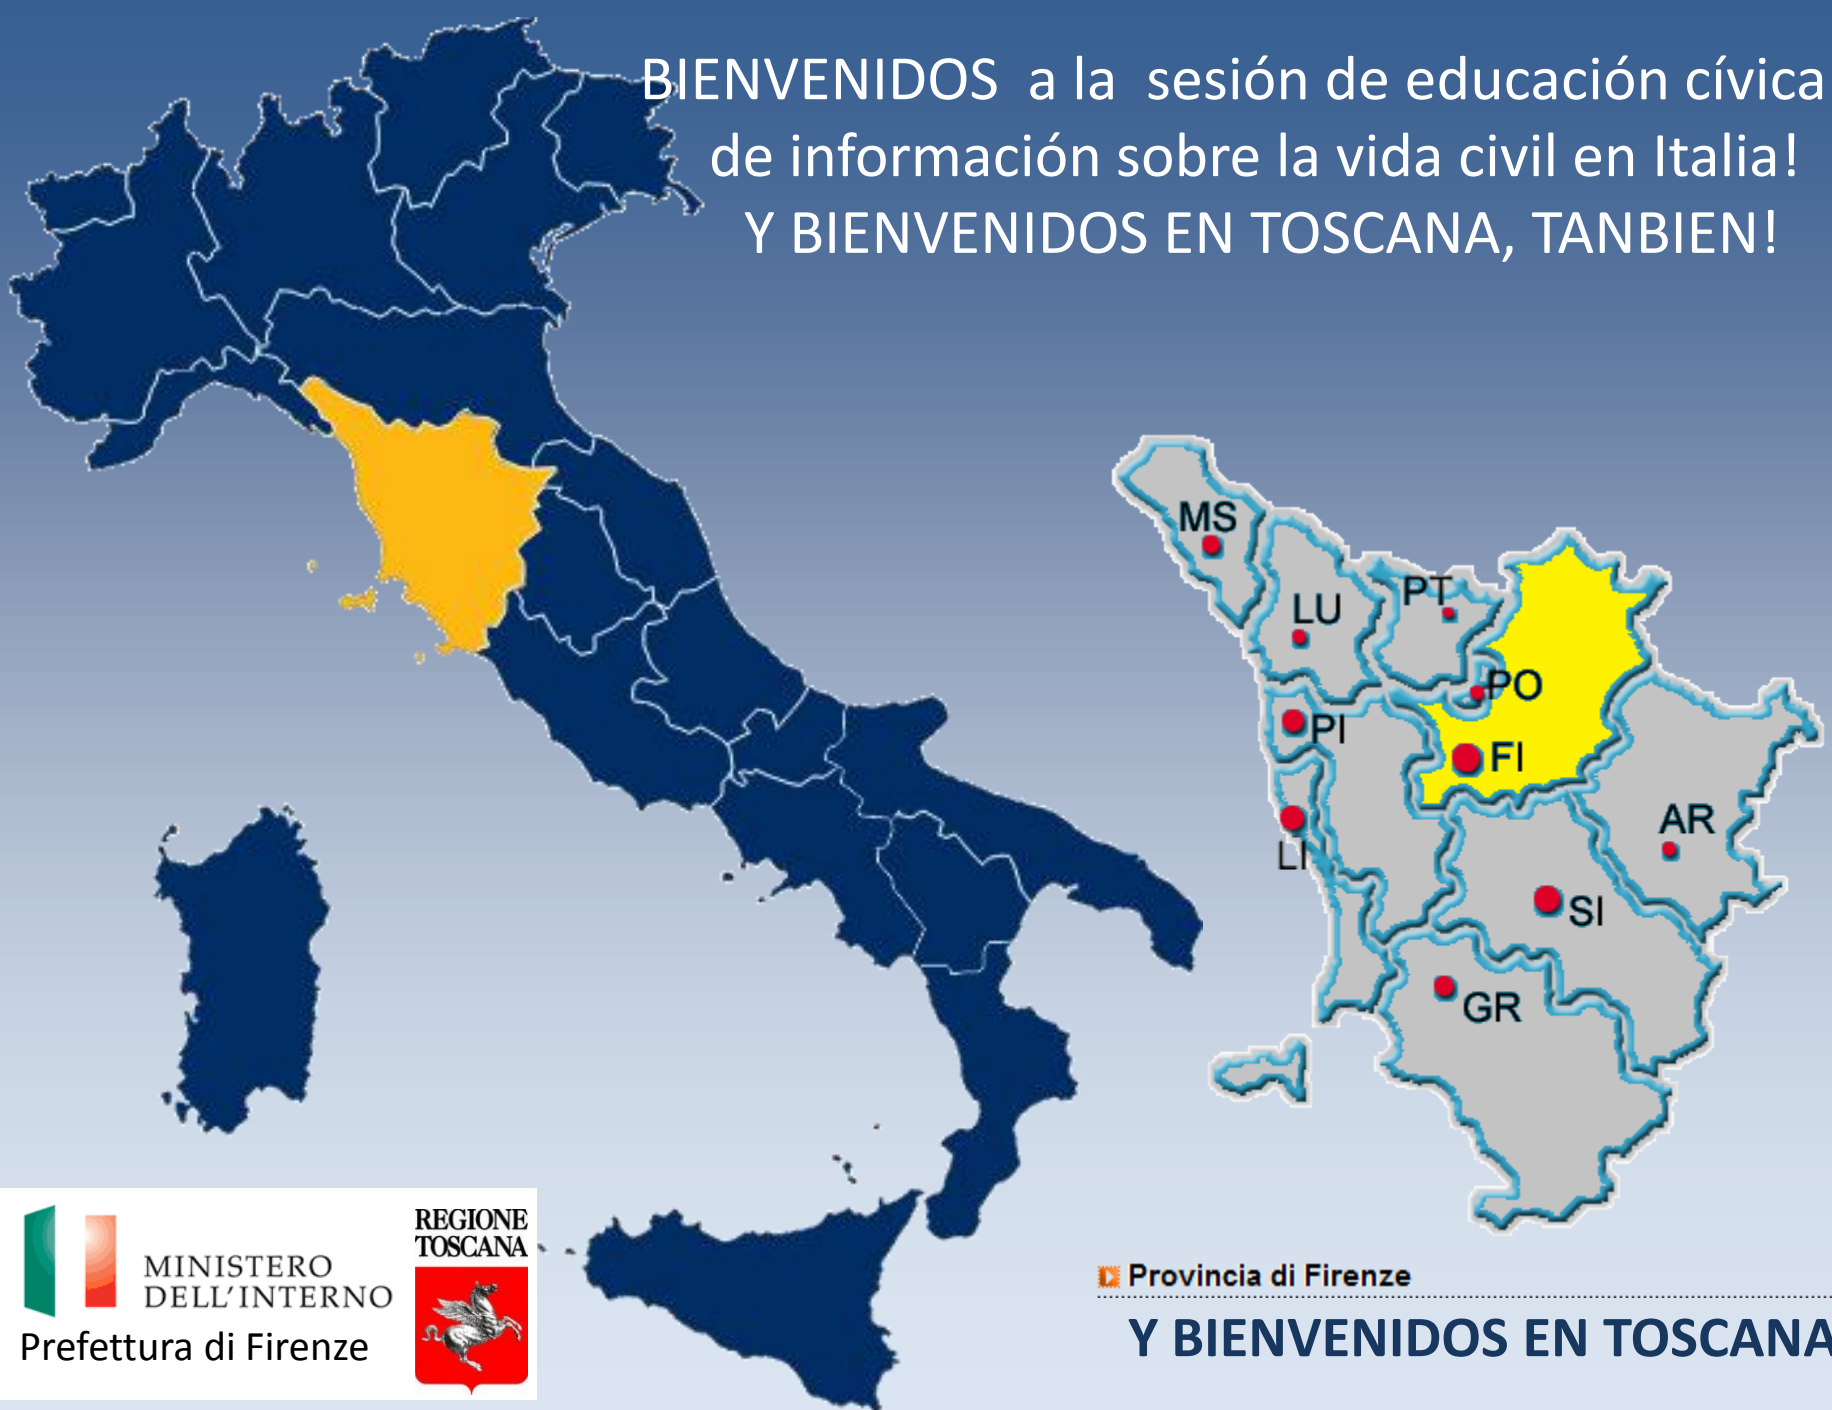 BIENVENIDOS  a la  sesión de educación cívica
de información sobre la vida civil en Italia!
Y BIENVENIDOS EN TOSCANA, TANBIEN!
MS
LU
PT
PO
PI
FI
LI
AR
SI
GR
REGIONE
TOSCANA
MINISTERO
DELL'INTERNO
Prefettura di Firenze
Provincia di Firenze
Y BIENVENIDOS EN TOSCANA